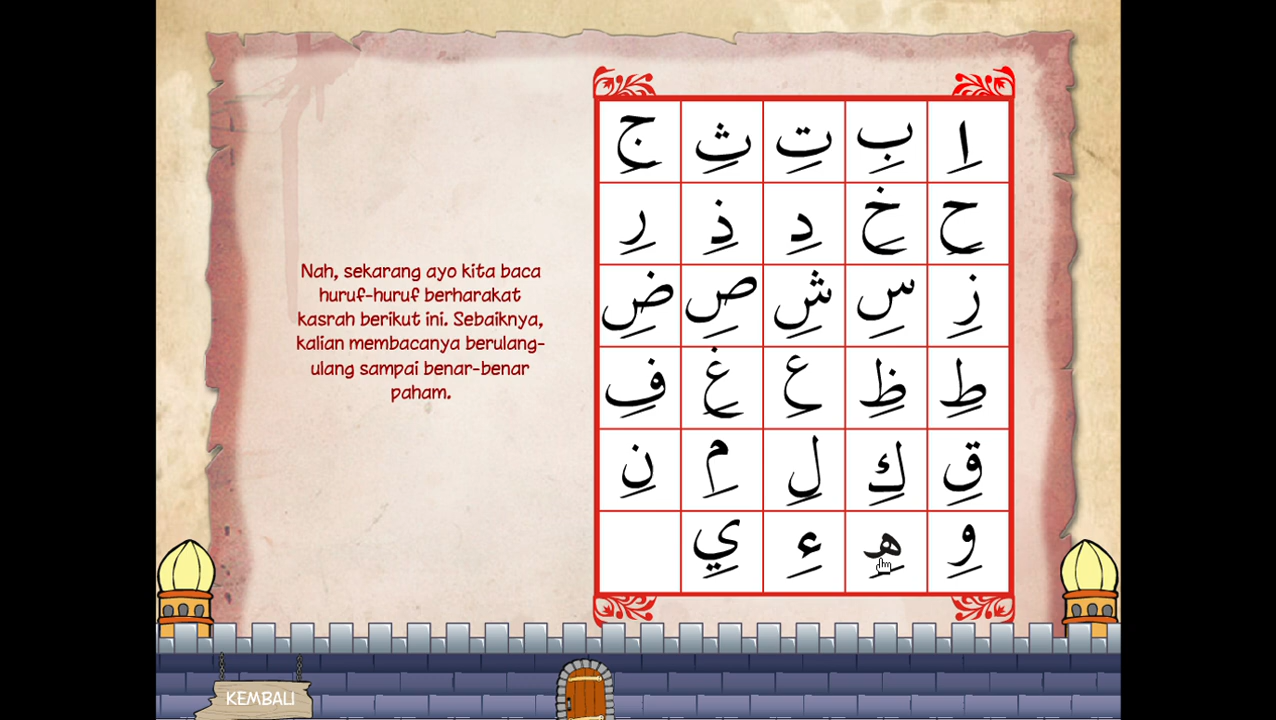 Nah, sekarang ayo kita baca
huruf-huruf berharakat
kasrah berikut ini. Sebaiknya,
kalian membacanya berulang-
ulang sampai benar-benar
paham.
اِ بِ تِ ثِ جِ
حِ خِ دِ ذِ رِ
زِ سِ شِ صِ ضِ
طِ ظِ عِ غِ فِ
قِ كِ لِ مِ نِ
وِ هِ ءِ يِ
KEMBALI